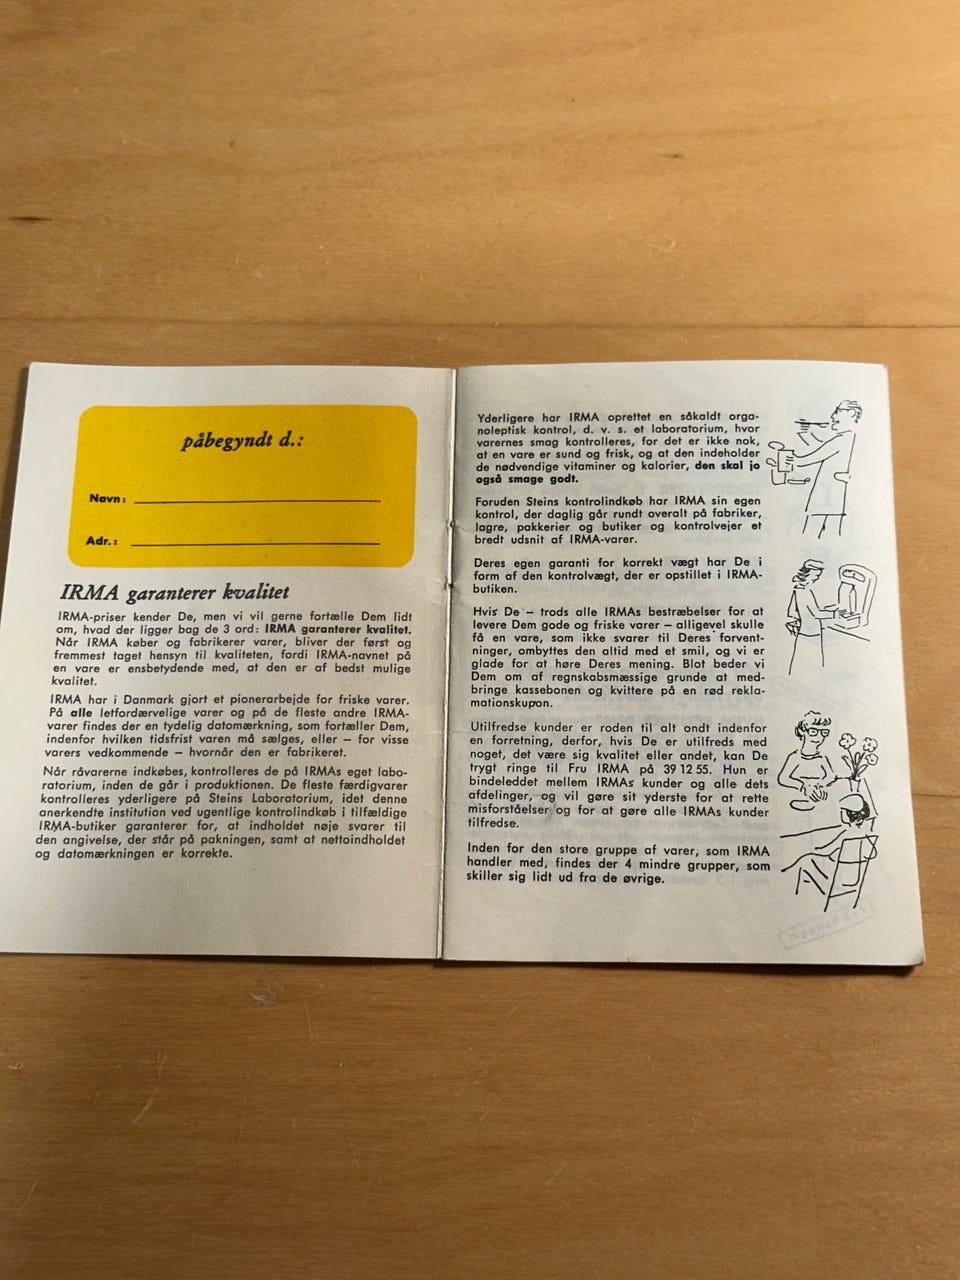 påbegyndt d.:
Navn:
Adr.:
IRMA garanterer kvalitet
IRMA-priser kender De, men vi vil gerne fortælle Dem lidt
om, hvad der ligger bag de 3 ord: IRMA garanterer kvalitet.
Når IRMA køber og fabrikerer varer, bliver der først og
fremmest taget hensyn til kvaliteten, fordi IRMA-navnet på
en vare er ensbetydende med, at den er af bedst mulige
kvalitet.
IRMA har i Danmark gjort et pionerarbejde for friske varer.
På alle letfordærvelige varer og på de fleste andre IRMA-
varer findes der en tydelig datomærkning, som fortæller Dem,
indenfor hvilken tidsfrist varen må sælges, eller – for visse
varers vedkommende – hvornår den er fabrikeret.
Når råvarerne indkøbes, kontrolleres de på IRMAs eget labo-
ratorium, inden de går i produktionen. De fleste færdigvarer
kontrolleres yderligere på Steins Laboratorium, idet denne
anerkendte institution ved ugentlige kontrolindkøb i tilfældige
IRMA-butiker garanterer for, at indholdet nøje svarer til
den angivelse, der står på pakningen, samt at nettoindholdet
og datomærkningen er korrekte.
Yderligere har IRMA oprettet en såkaldt orga-
noleptisk kontrol, d. v. s. et laboratorium, hvor
varernes smag kontrolleres, for det er ikke nok,
at en vare er sund og frisk, og at den indeholder
de nødvendige vitaminer og kalorier, den skal jo
også smage godt.
Foruden Steins kontrolindkøb har IRMA sin egen
kontrol, der daglig går rundt overalt på fabriker,
lagre, pakkerier og butiker og kontrolvejer et
bredt udsnit af IRMA-varer.
Deres egen garanti for korrekt vægt har De i
form af den kontrolvægt, der er opstillet i IRMA-
butiken.
Hvis De – trods alle IRMAs bestræbelser for at
levere Dem gode og friske varer – alligevel skulle
få en vare, som ikke svarer til Deres forvent-
ninger, ombyttes den altid med et smil, og vi er
glade for at høre Deres mening. Blot beder vi
Dem om af regnskabsmæssige grunde at med-
bringe kassebonen og kvittere på en rød rekla-
mationskupon.
Utilfredse kunder er roden til alt ondt indenfor
en forretning, derfor, hvis De er utilfreds med
noget, det være sig kvalitet eller andet, kan De
trygt ringe til Fru IRMA på 39 12 55. Hun er
bindeleddet mellem IRMAs kunder og alle dets
afdelinger, og vil gøre sit yderste for at rette
misforståelser og for at gøre alle IRMAs kunder
tilfredse.
Inden for den store gruppe af varer, som IRMA
handler med, findes der 4 mindre grupper, som
skiller sig lidt ud fra de øvrige.